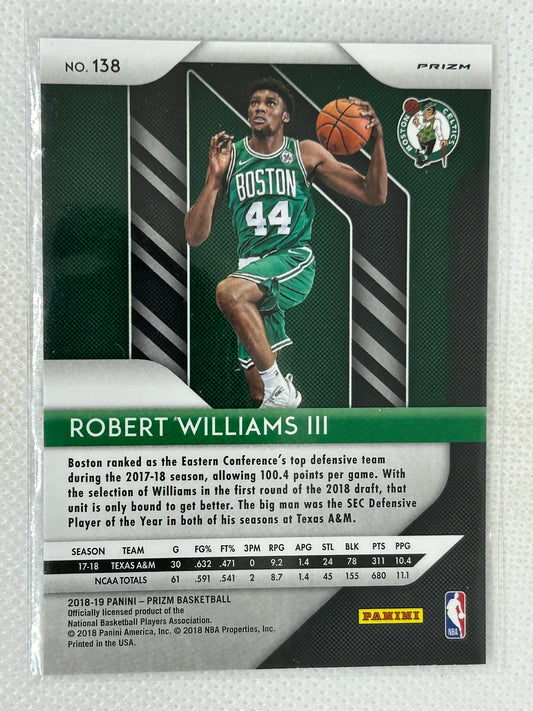 NO. 138
PRIZM
BOSTON CELTICS
BOSTON
44
ROBERT WILLIAMS III
Boston ranked as the Eastern Conference's top defensive team
during the 2017-18 season, allowing 100.4 points per game. With
the selection of Williams in the first round of the 2018 draft, that
unit is only bound to get better. The big man was the SEC Defensive
Player of the Year in both of his seasons at Texas A&M.
SEASON TEAM G FG% FT% 3PM RPG APG STL BLK PTS PPG
17-18 TEXAS A&M 30 .632 .471 0 9.2 1.4 24 78 311 10.4
NCAA TOTALS 61 .591 .541 2 8.7 1.4 45 155 680 11.1
2018-19 PANINI – PRIZM BASKETBALL
Officially licensed product of the
National Basketball Players Association.
© 2018 Panini America, Inc. © 2018 NBA Properties, Inc.
Printed in the USA.
PANINI
NBA